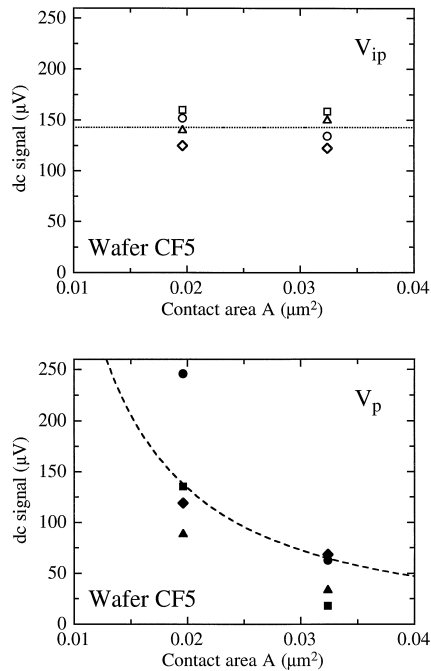 250
V_ip
200
dc signal (µV)
150
100
50
Wafer CF5
0
0.01 0.02 0.03 0.04
Contact area A (µm²)
250
V_p
200
dc signal (µV)
150
100
50
Wafer CF5
0
0.01 0.02 0.03 0.04
Contact area A (µm²)